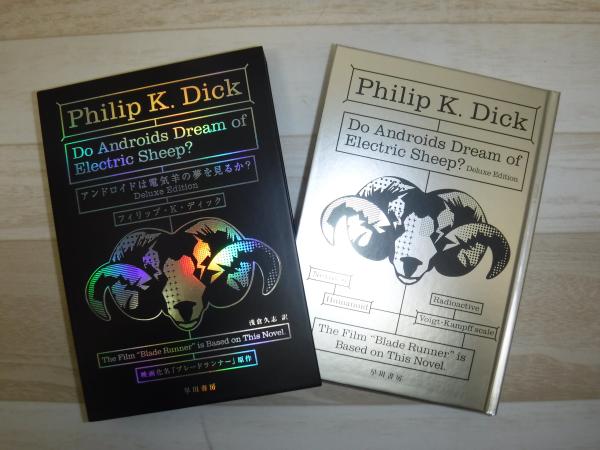 Philip K. Dick
Do Androids Dream of
Electric Sheep?
アンドロイドは電気羊の夢を見るか?
Deluxe Edition
フィリップ・K・ディック
浅倉久志 訳
The Film "Blade Runner" is Based on This Novel.
映画化名「ブレードランナー」原作
早川書房
Philip K. Dick
Do Androids Dream of
Electric Sheep? Deluxe Edition
Humanoid
Radioactive
Voigt-Kampff scale
The Film "Blade Runner" is
Based on This Novel.
早川書房